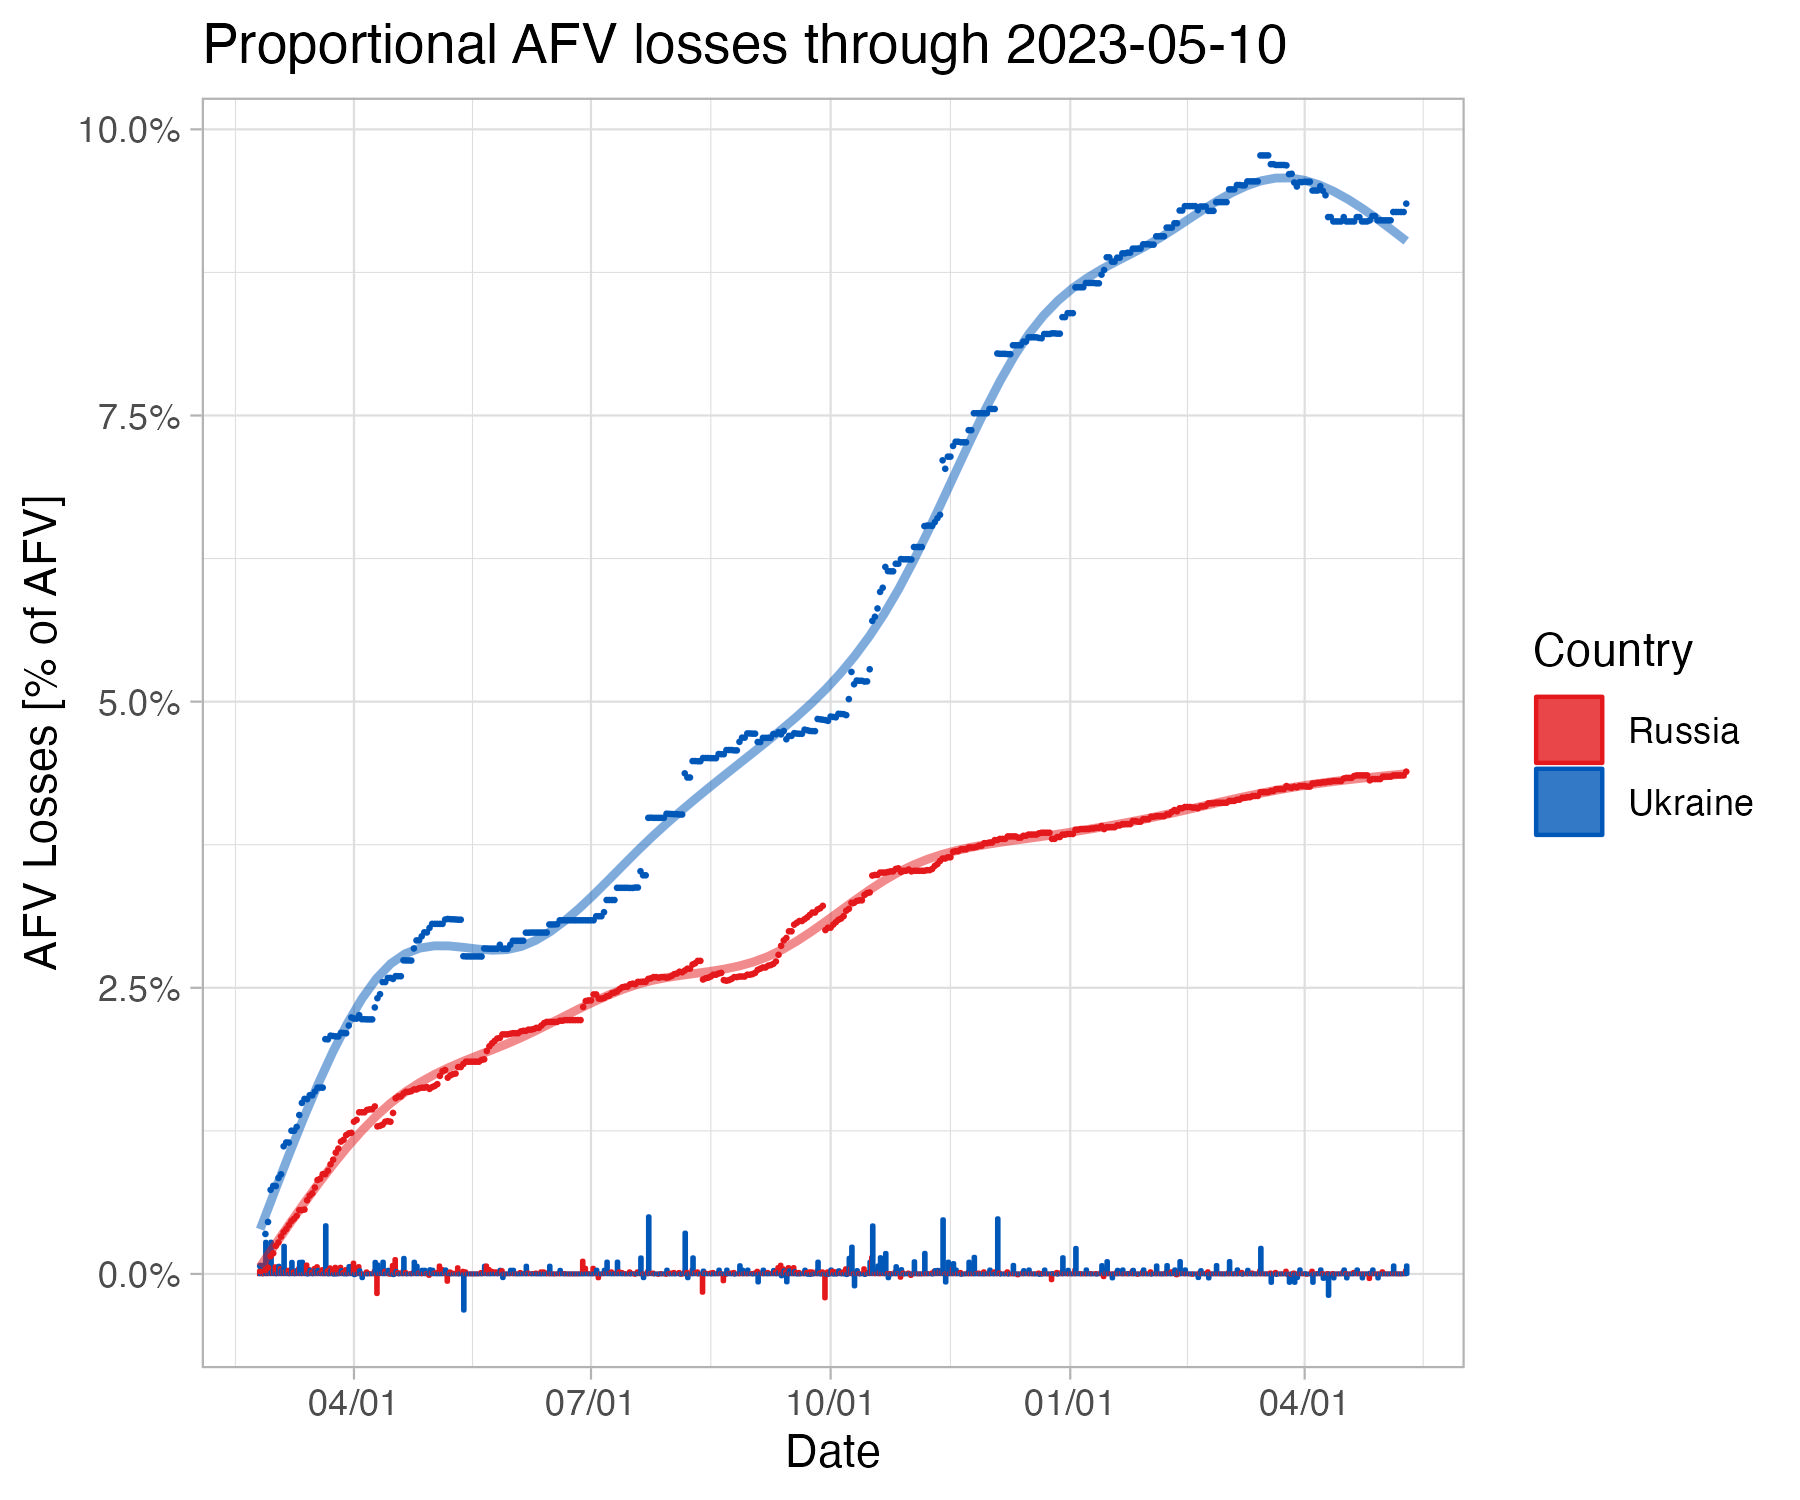 Proportional AFV losses through 2023-05-10
AFV Losses [% of AFV]
10.0%
7.5%
5.0%
2.5%
0.0%
04/01
07/01
10/01
01/01
04/01
Date
Country
Russia
Ukraine